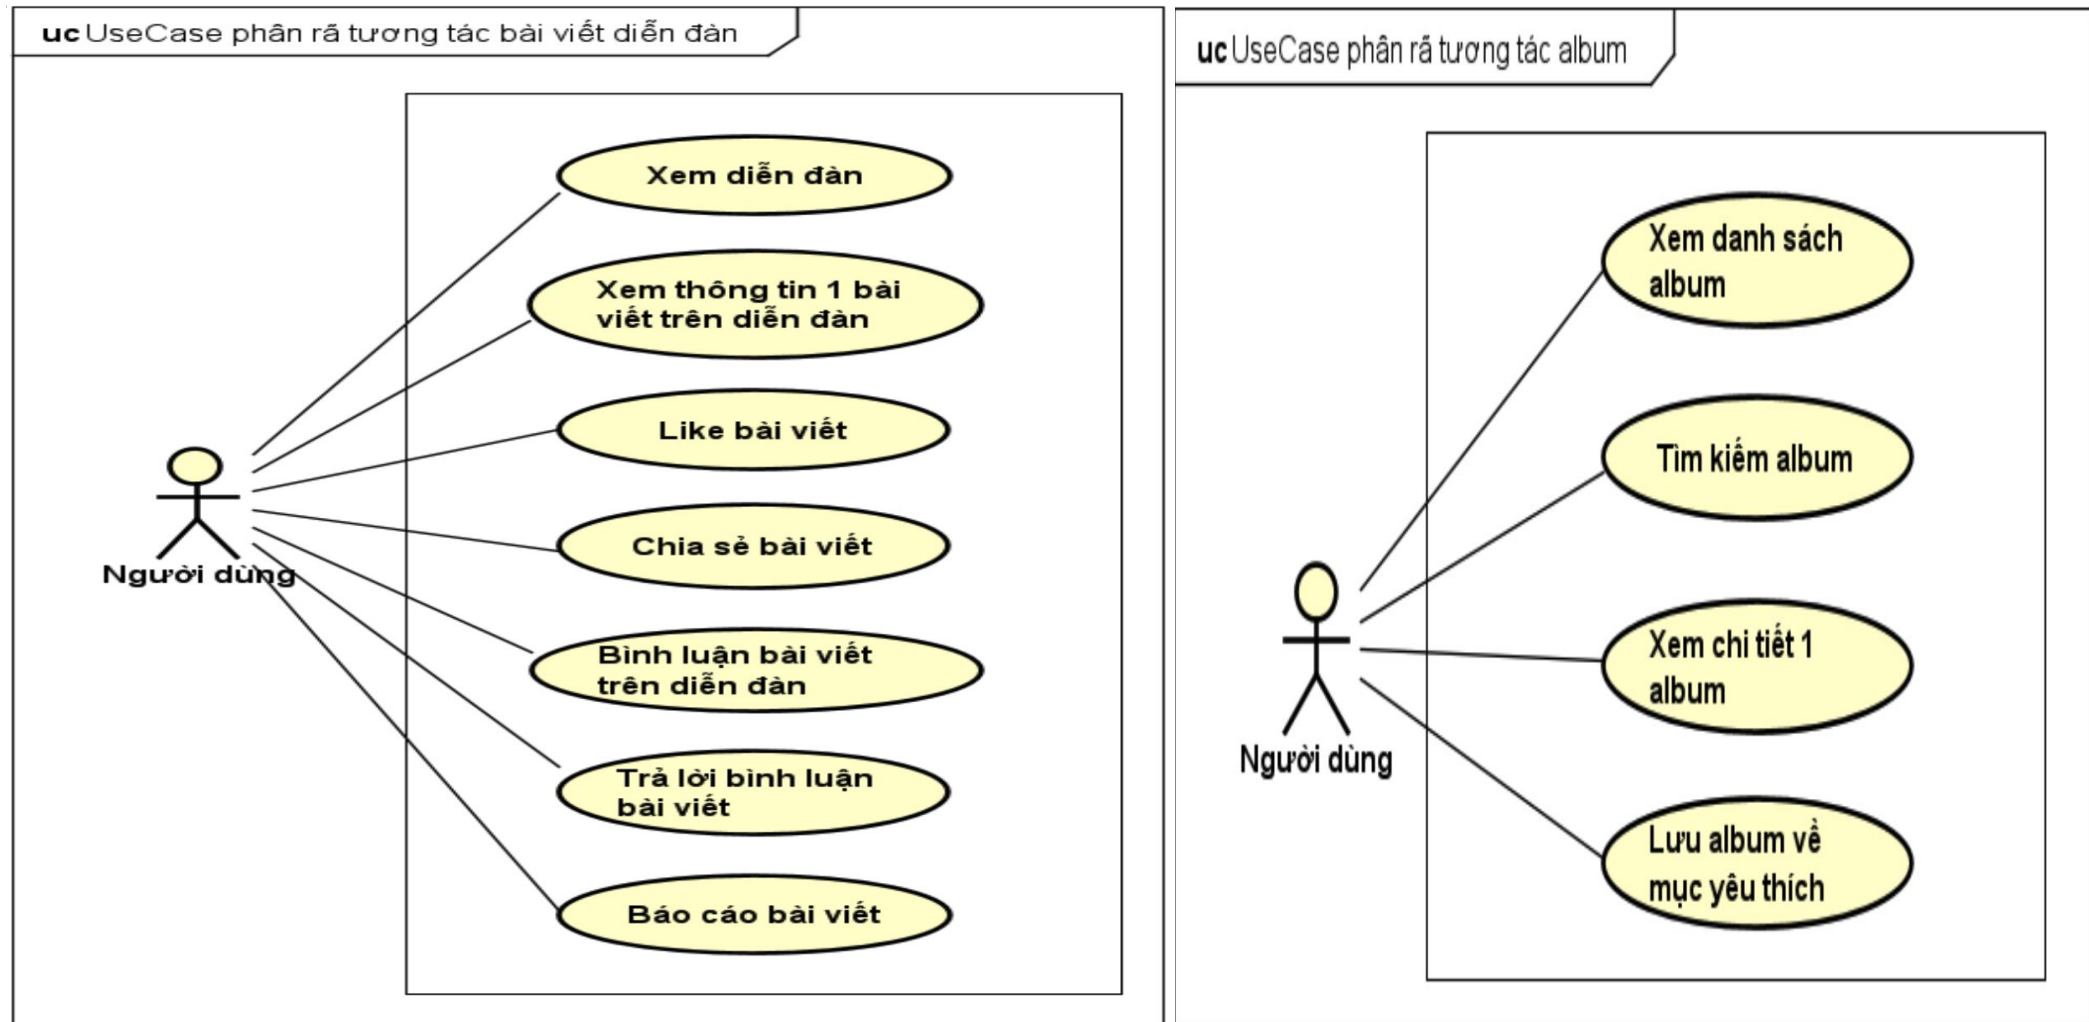 uc UseCase phân rã tương tác bài viết diễn đàn
Xem diễn đàn
Xem thông tin 1 bài
viết trên diễn đàn
Like bài viết
Chia sẻ bài viết
Người dùng
Bình luận bài viết
trên diễn đàn
Trả lời bình luận
bài viết
Báo cáo bài viết
uc UseCase phân rã tương tác album
Xem danh sách
album
Tìm kiếm album
Xem chi tiết 1
album
Người dùng
Lưu album về
mục yêu thích